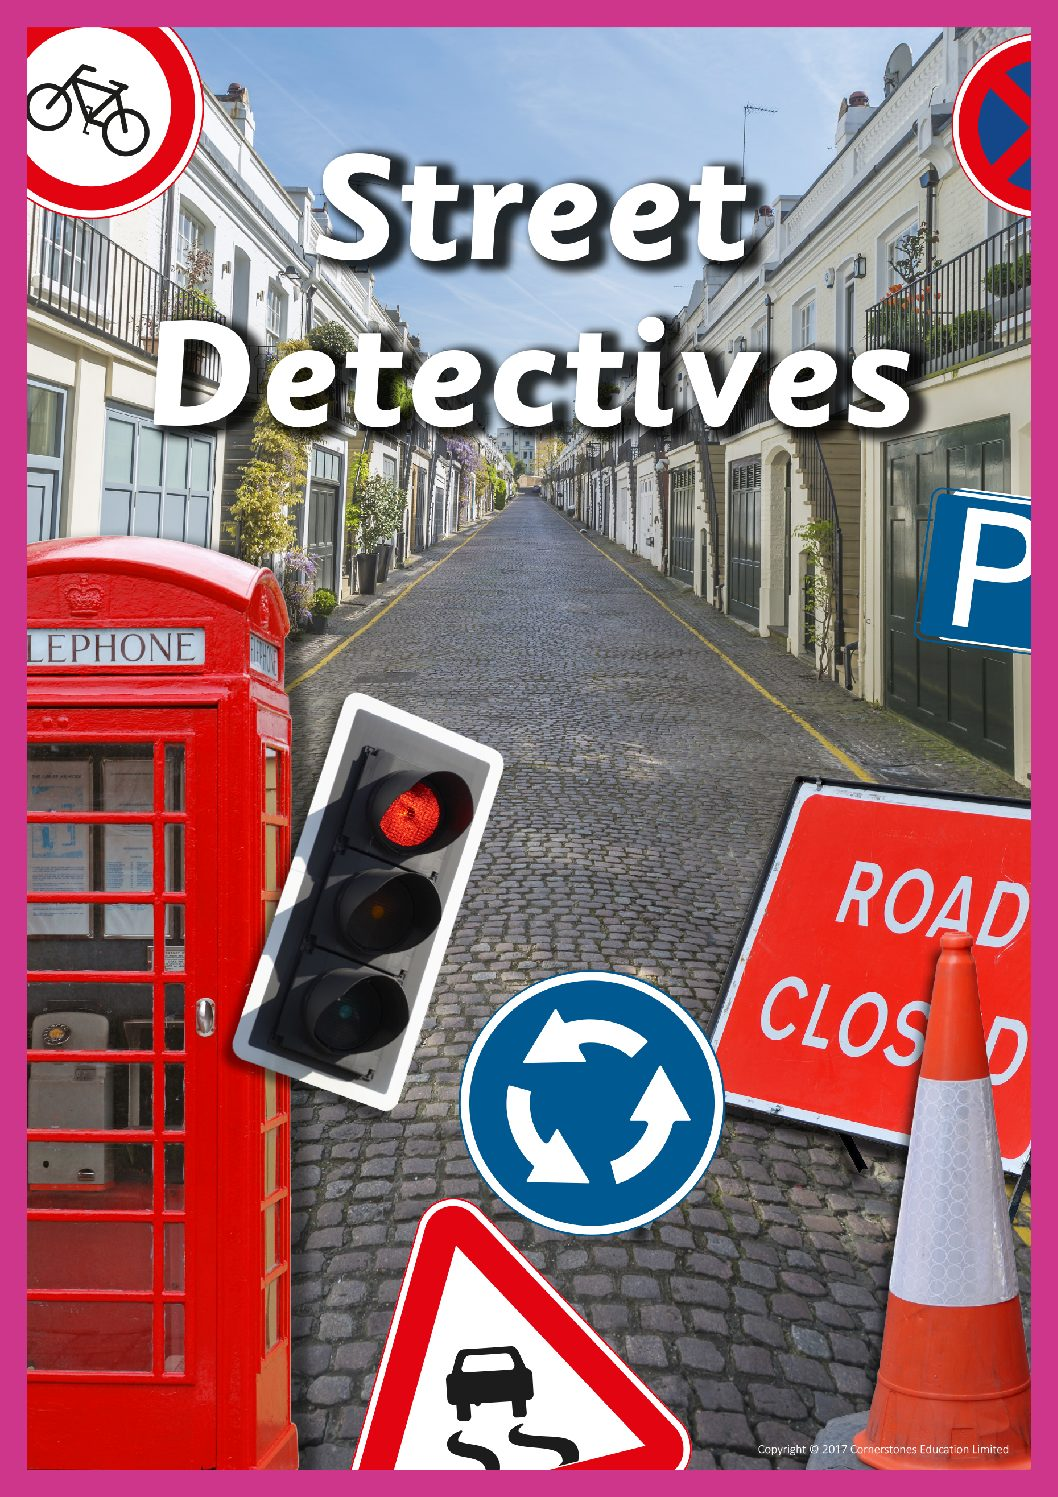 Street
Detectives
LEPHONE
P
ROAD
CLOS D
Copyright © 2017 Cornerstones Education Limited